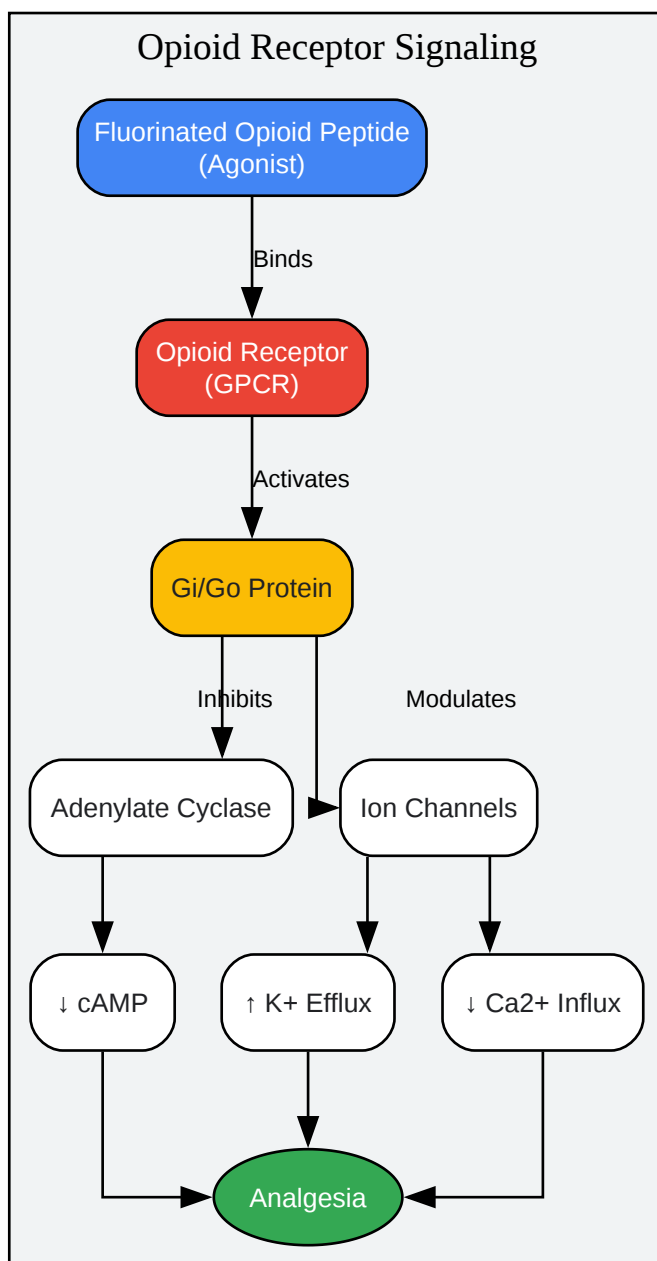 Opioid Receptor Signaling
Fluorinated Opioid Peptide
(Agonist)
Binds
Opioid Receptor
(GPCR)
Activates
Gi/Go Protein
Inhibits
Modulates
Adenylate Cyclase
Ion Channels
↓ cAMP
↑ K+ Efflux
↓ Ca2+ Influx
Analgesia